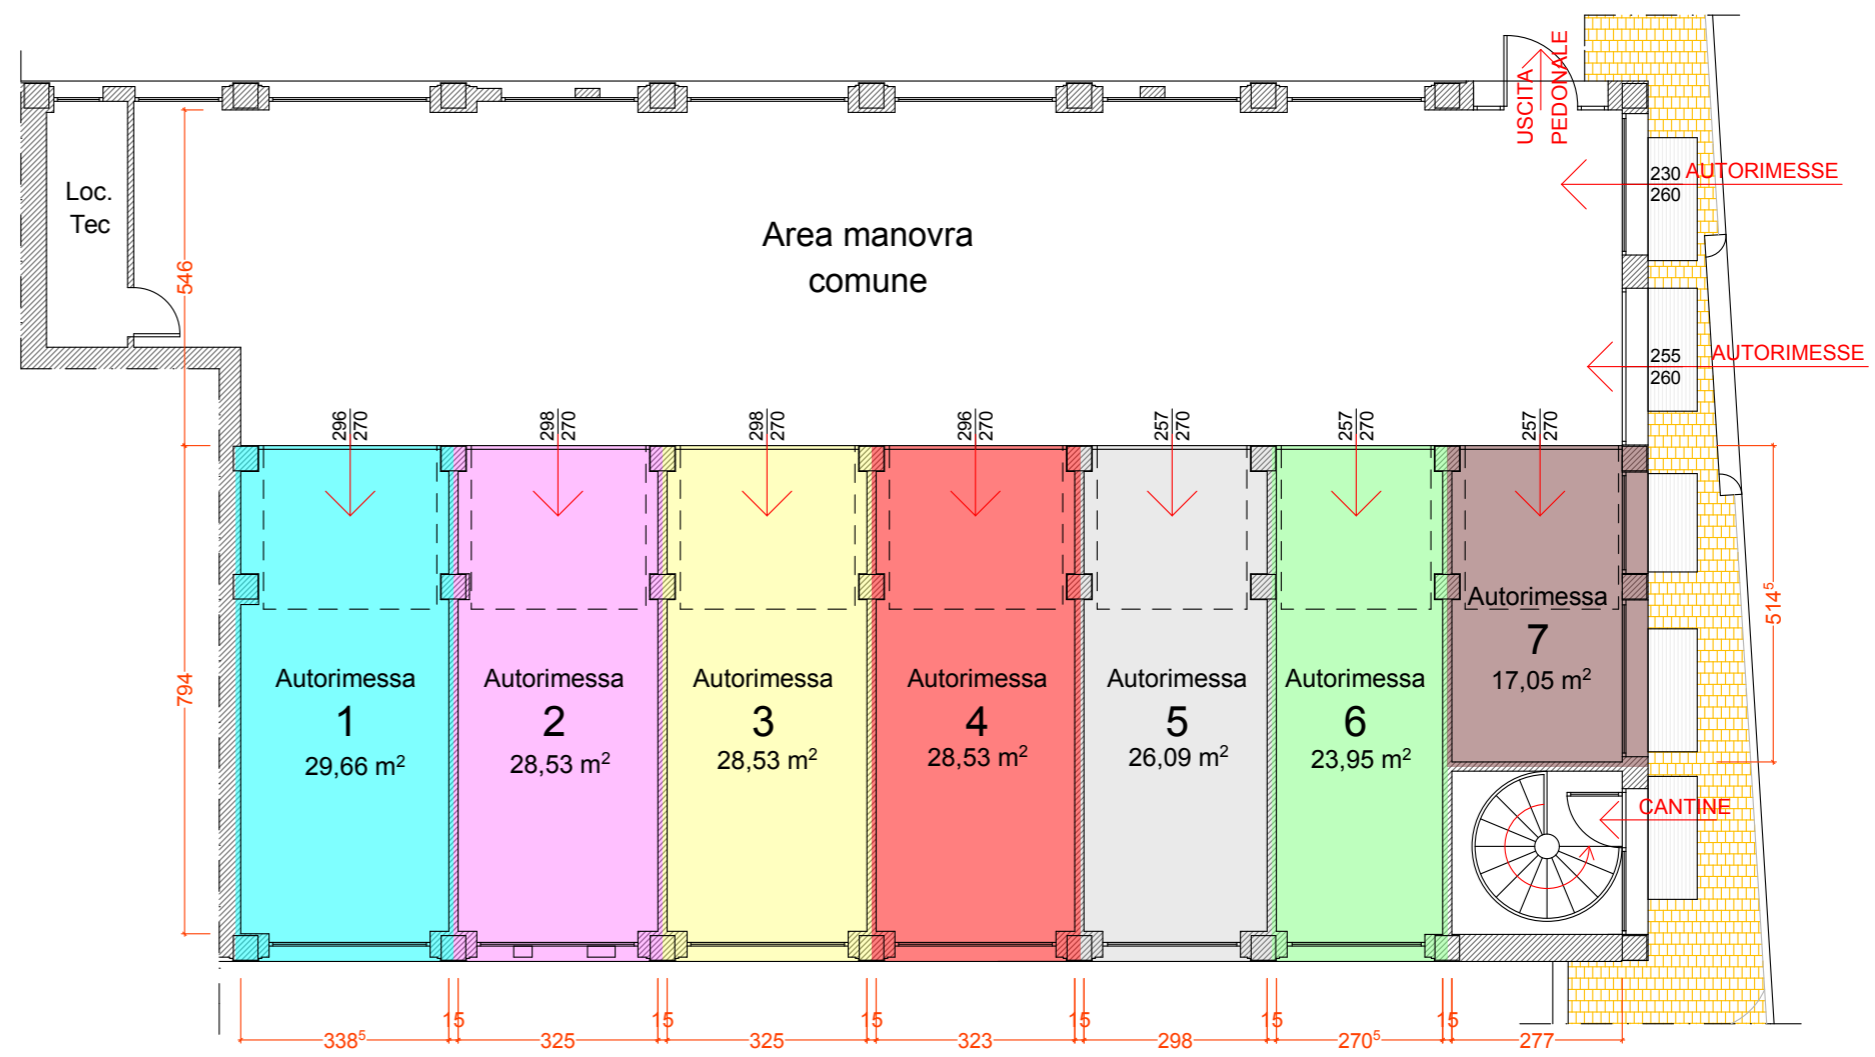 USCITA
PEDONALE
230 AUTORIMESSE
260
Loc.
Tec
Area manovra
comune
546
255 AUTORIMESSE
260
296
270
298
270
298
270
296
270
257
270
257
270
257
270
794
514⁵
Autorimessa
1
29,66 m²
Autorimessa
2
28,53 m²
Autorimessa
3
28,53 m²
Autorimessa
4
28,53 m²
Autorimessa
5
26,09 m²
Autorimessa
6
23,95 m²
Autorimessa
7
17,05 m²
CANTINE
15 15 15 15 15 15
338⁵ 325 325 323 298 270⁵ 277